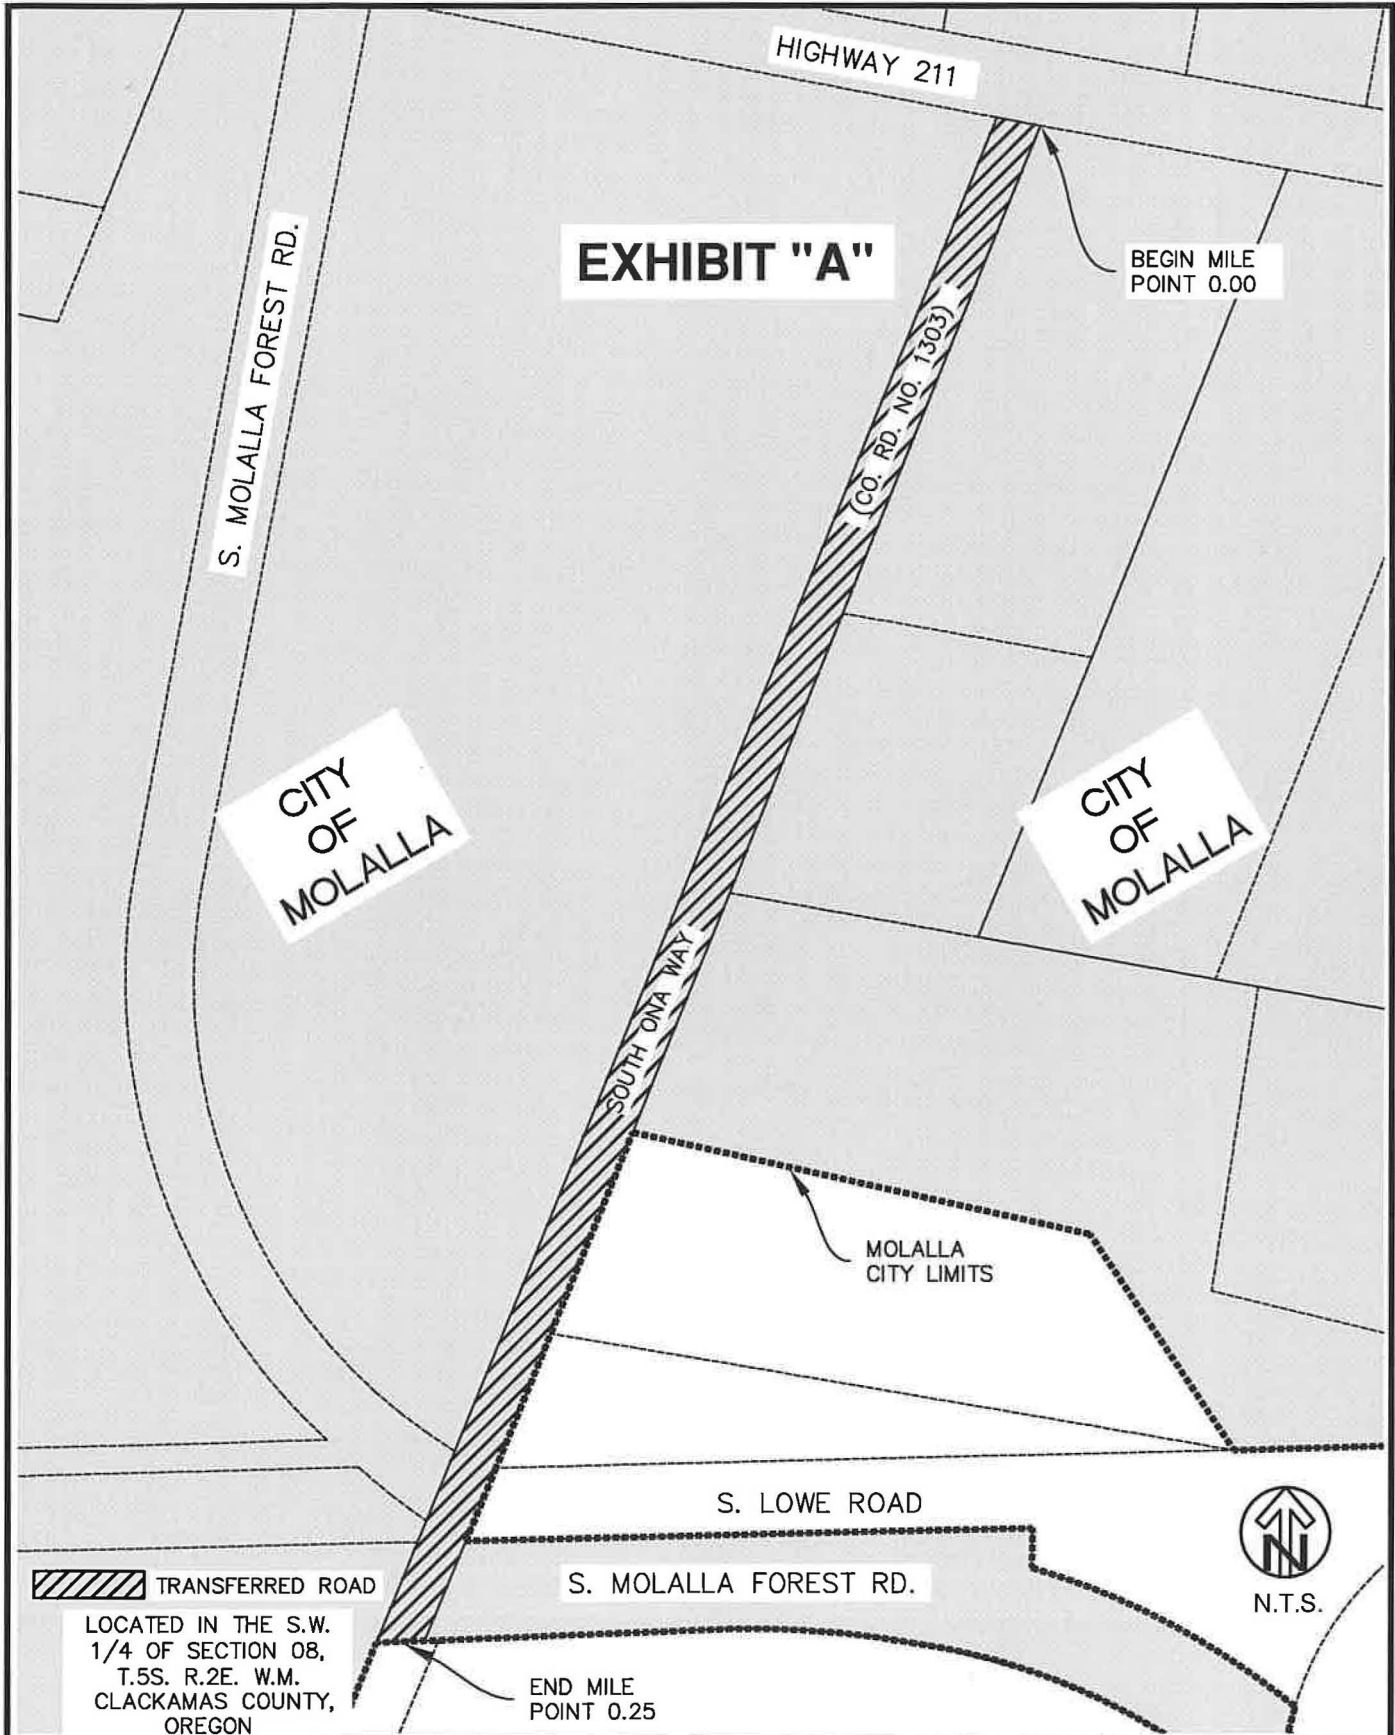 HIGHWAY 211
S. MOLALLA FOREST RD.
EXHIBIT "A"
BEGIN MILE
POINT 0.00
(CO. RD. NO. 1303)
CITY
OF
MOLALLA
CITY
OF
MOLALLA
SOUTH ONA WAY
MOLALLA
CITY LIMITS
S. LOWE ROAD
N
N.T.S.
TRANSFERRED ROAD
S. MOLALLA FOREST RD.
LOCATED IN THE S.W.
1/4 OF SECTION 08,
T.5S. R.2E. W.M.
CLACKAMAS COUNTY,
OREGON
END MILE
POINT 0.25